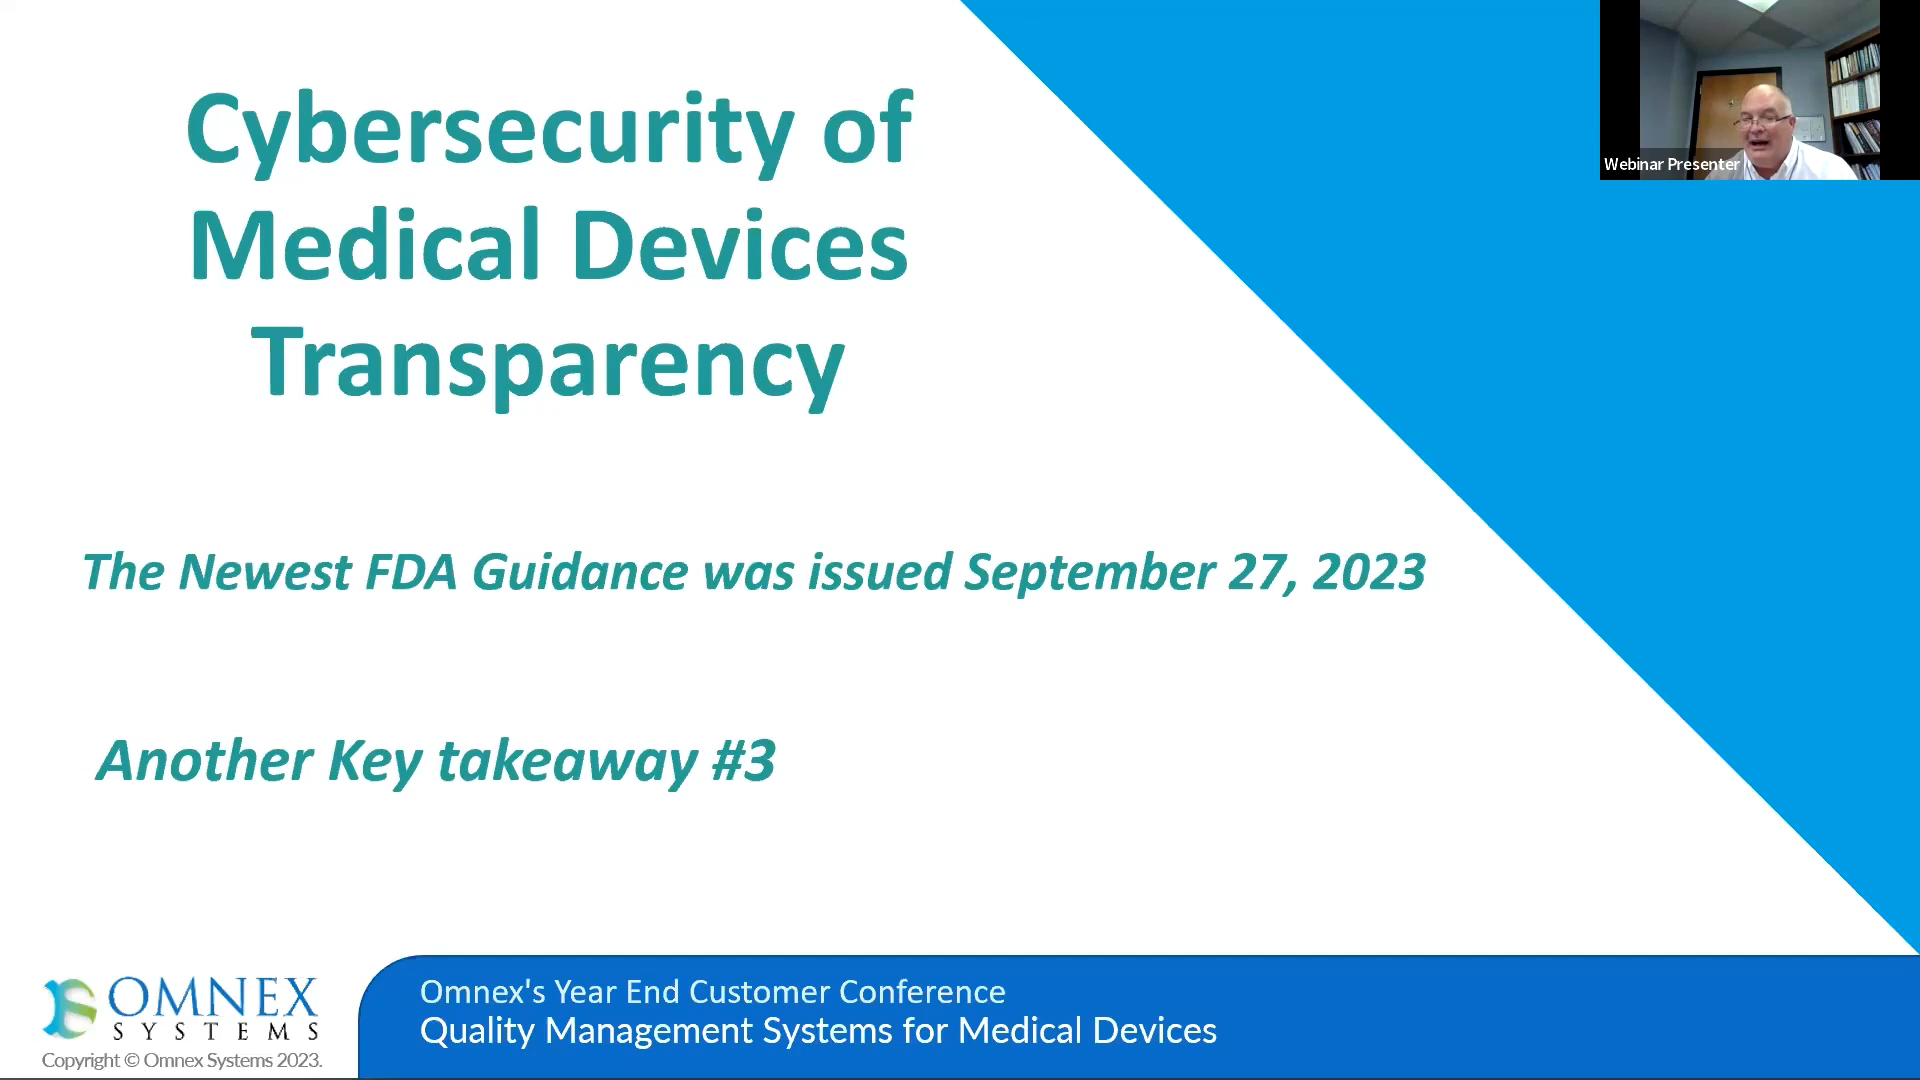 Cybersecurity of
Medical Devices
Transparency
Webinar Presenter
The Newest FDA Guidance was issued September 27, 2023
Another Key takeaway #3
OMNEX
SYSTEMS
Copyright © Omnex Systems 2023.
Omnex's Year End Customer Conference
Quality Management Systems for Medical Devices